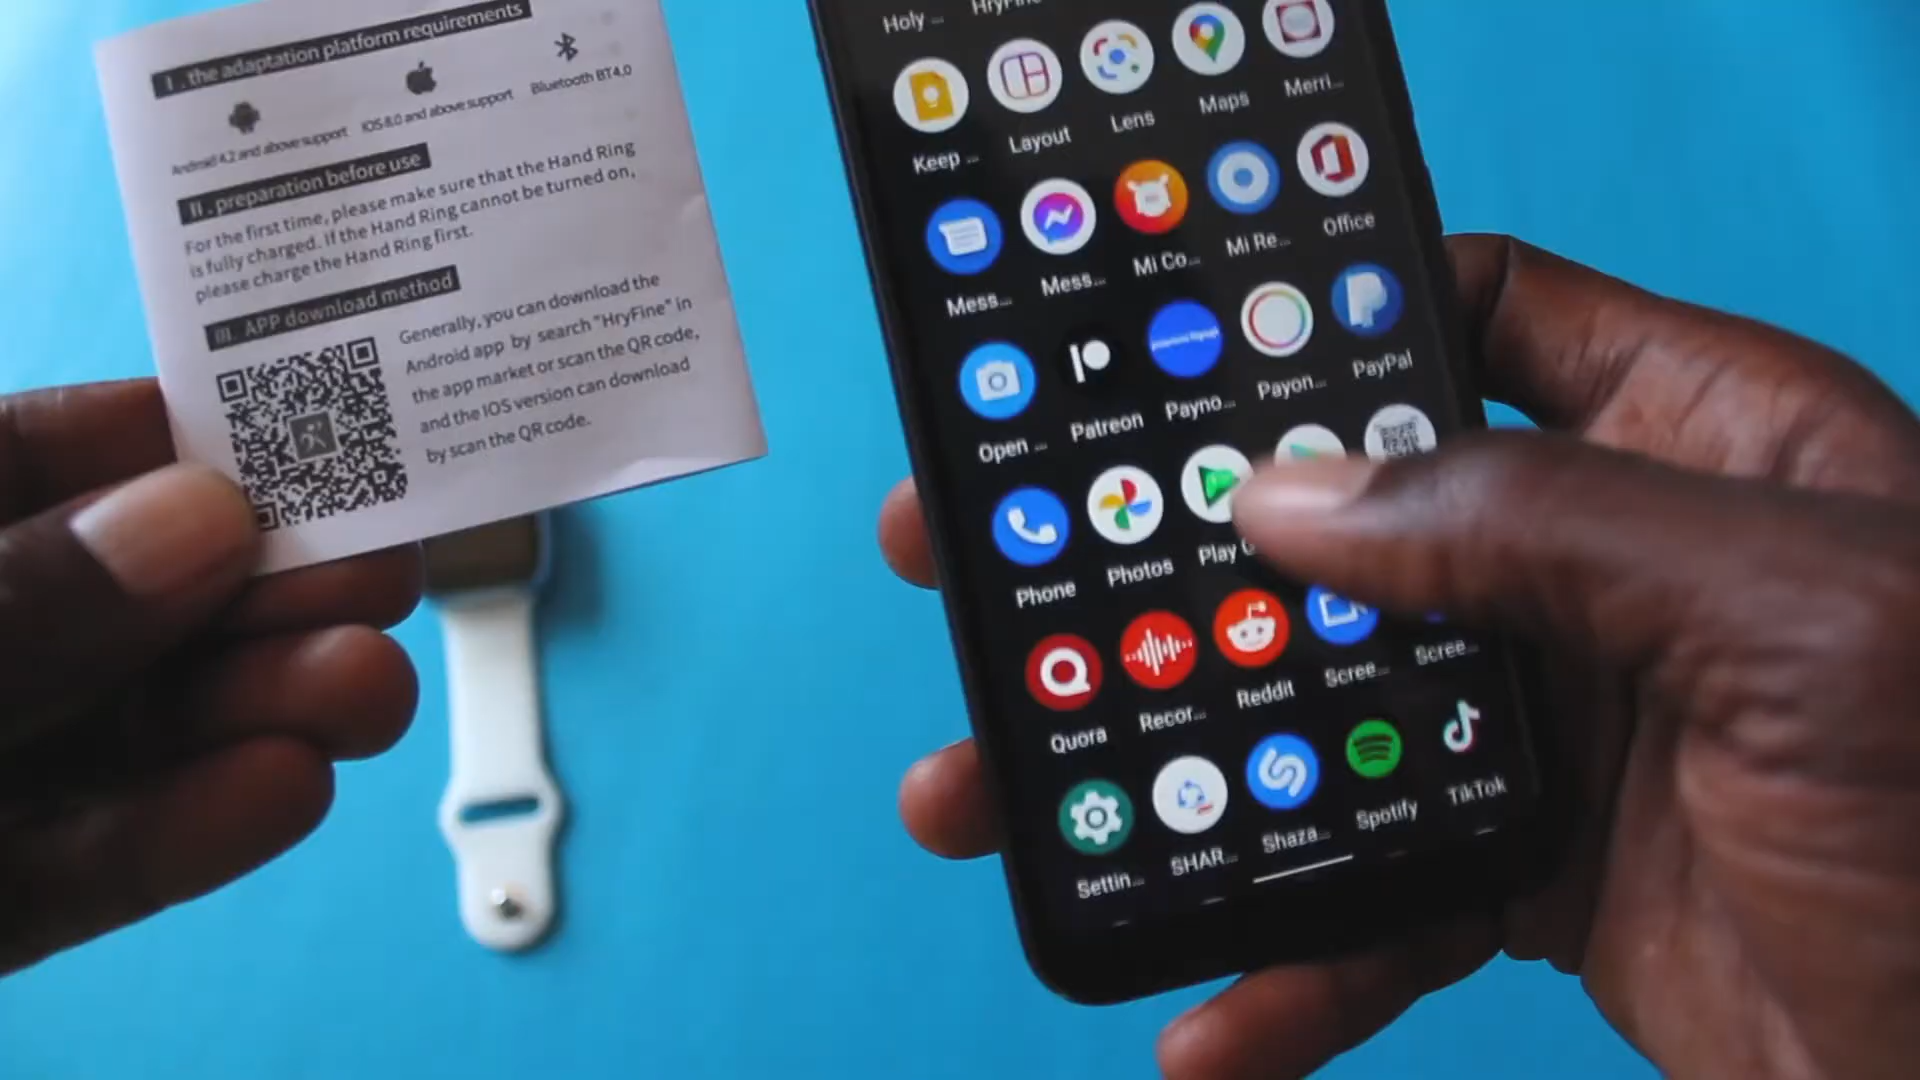 I . the adaptation platform requirements
Android 4.2 and above support
IOS 8.0 and above support
Bluetooth BT4.0
II . preparation before use
For the first time, please make sure that the Hand Ring
is fully charged. If the Hand Ring cannot be turned on,
please charge the Hand Ring first.
III. APP download method
Generally, you can download the
Android app by search "HryFine" in
the app market or scan the QR code,
and the IOS version can download
by scan the QR code.
Holy ...
HryFine
Keep ...
Layout
Lens
Maps
Merri...
Mess...
Mess...
Mi Co...
Mi Re...
Office
Open ...
Patreon
Payno...
Payon...
PayPal
Phone
Photos
Play
Quora
Recor...
Reddit
Scree...
Scree...
Settin...
SHAR...
Shaza...
Spotify
TikTok